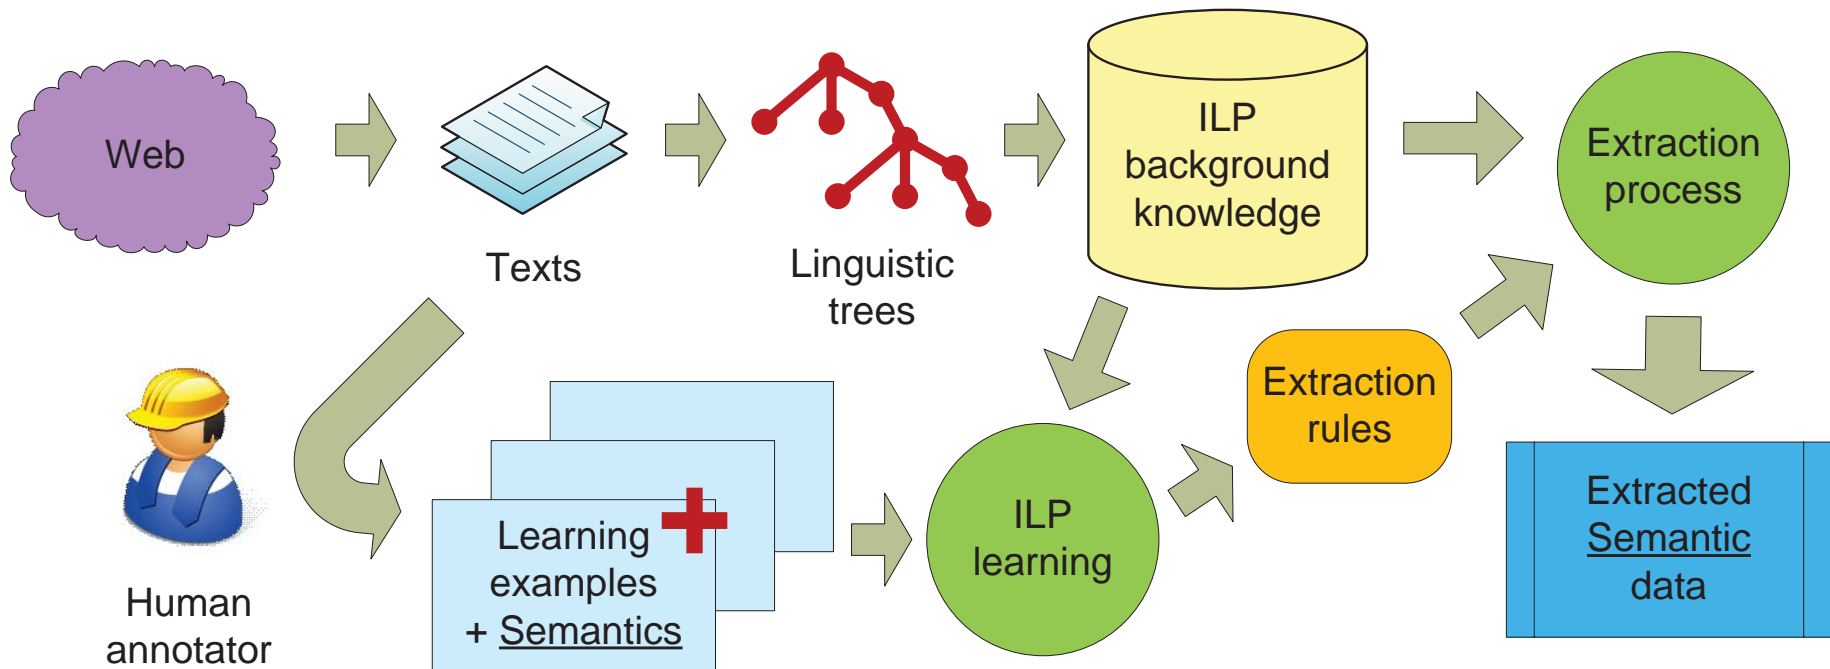 Web
Texts
Linguistic
trees
ILP
background
knowledge
Extraction
process
Human
annotator
Learning
examples
+ Semantics
ILP
learning
Extraction
rules
Extracted
Semantic
data